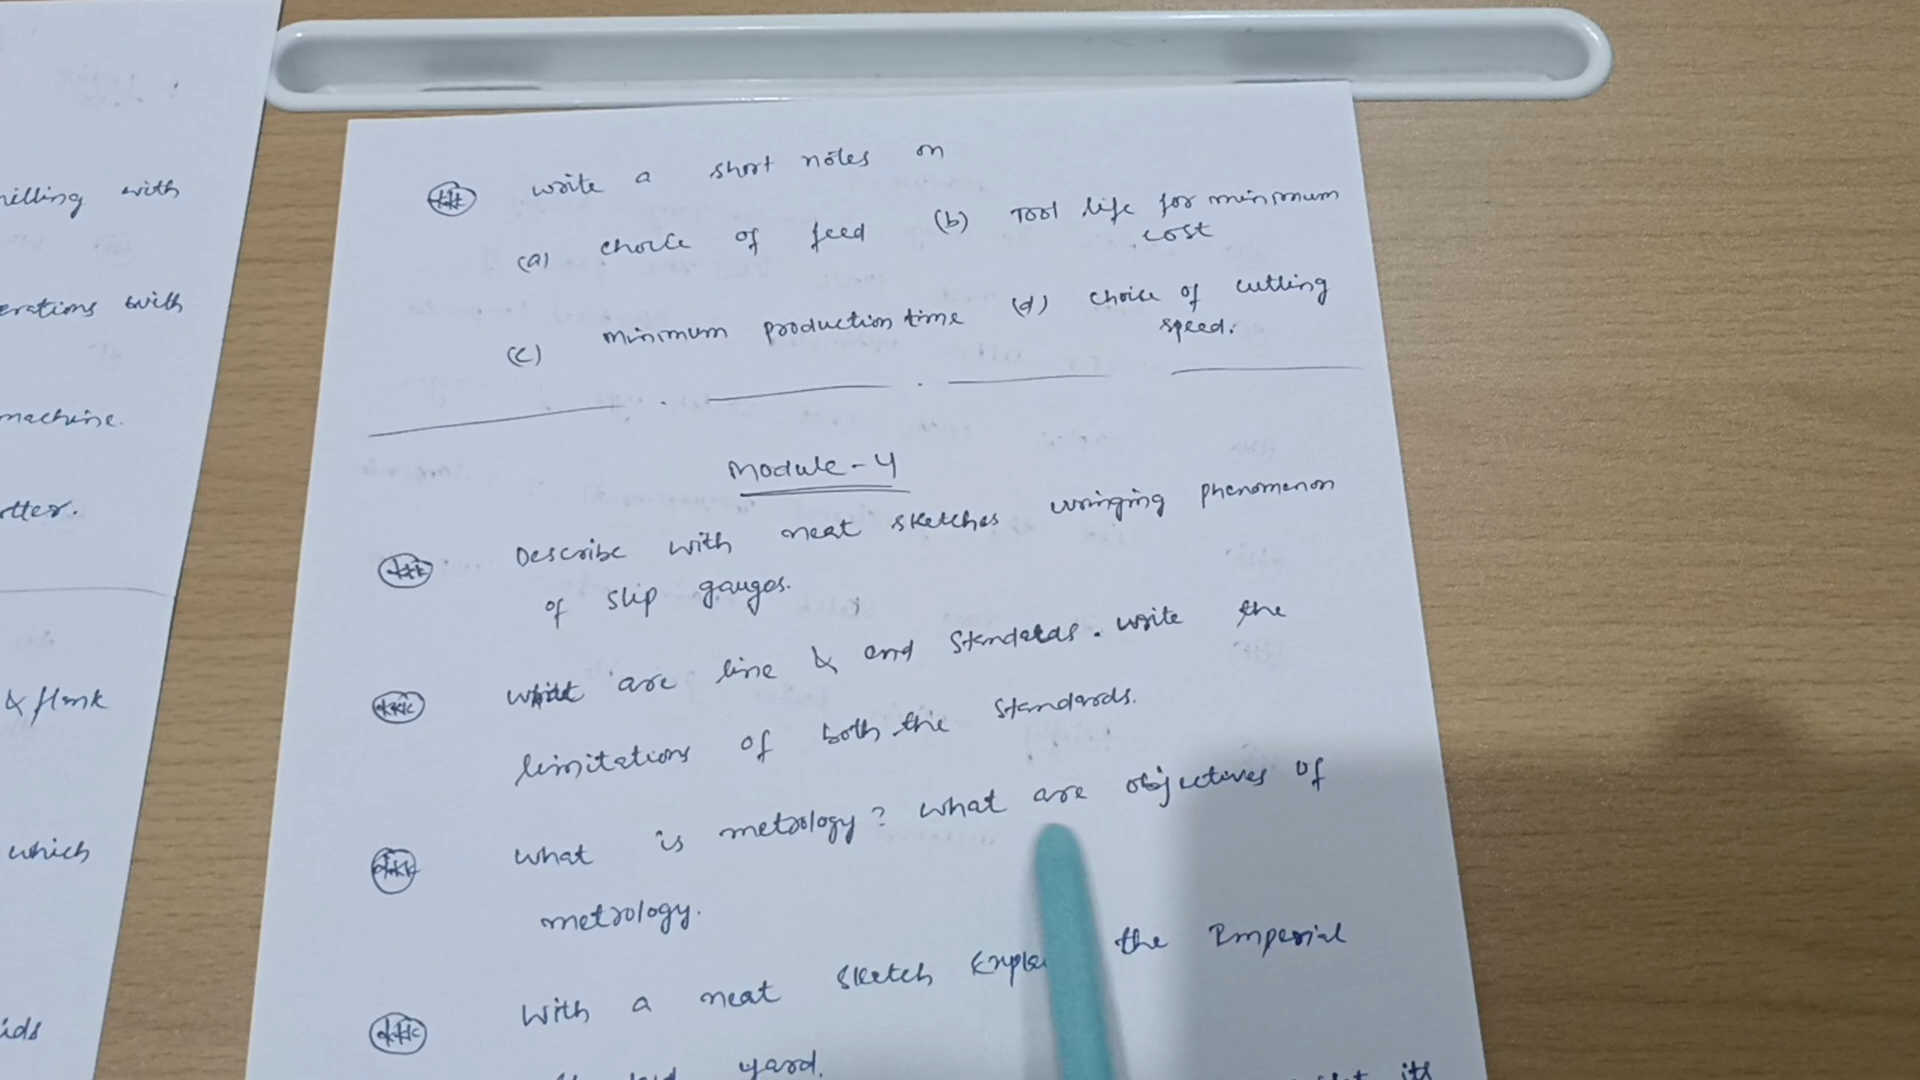 nilling with
erations with
machine.
tter.
& flank
which
ids
*** write a short notes on
(a) choice of feed (b) Tool life for minimum
cost
(c) minimum production time (d) choice of cutting
speed.
Module-4
*** Describe with neat sketches wringing phenomenon
of slip gauges.
*** What are line & end Standards. write the
limitations of both the standards.
*** What is metrology? what are objectives of
metrology.
*** With a neat sketch Expla the Imperial
yard. its